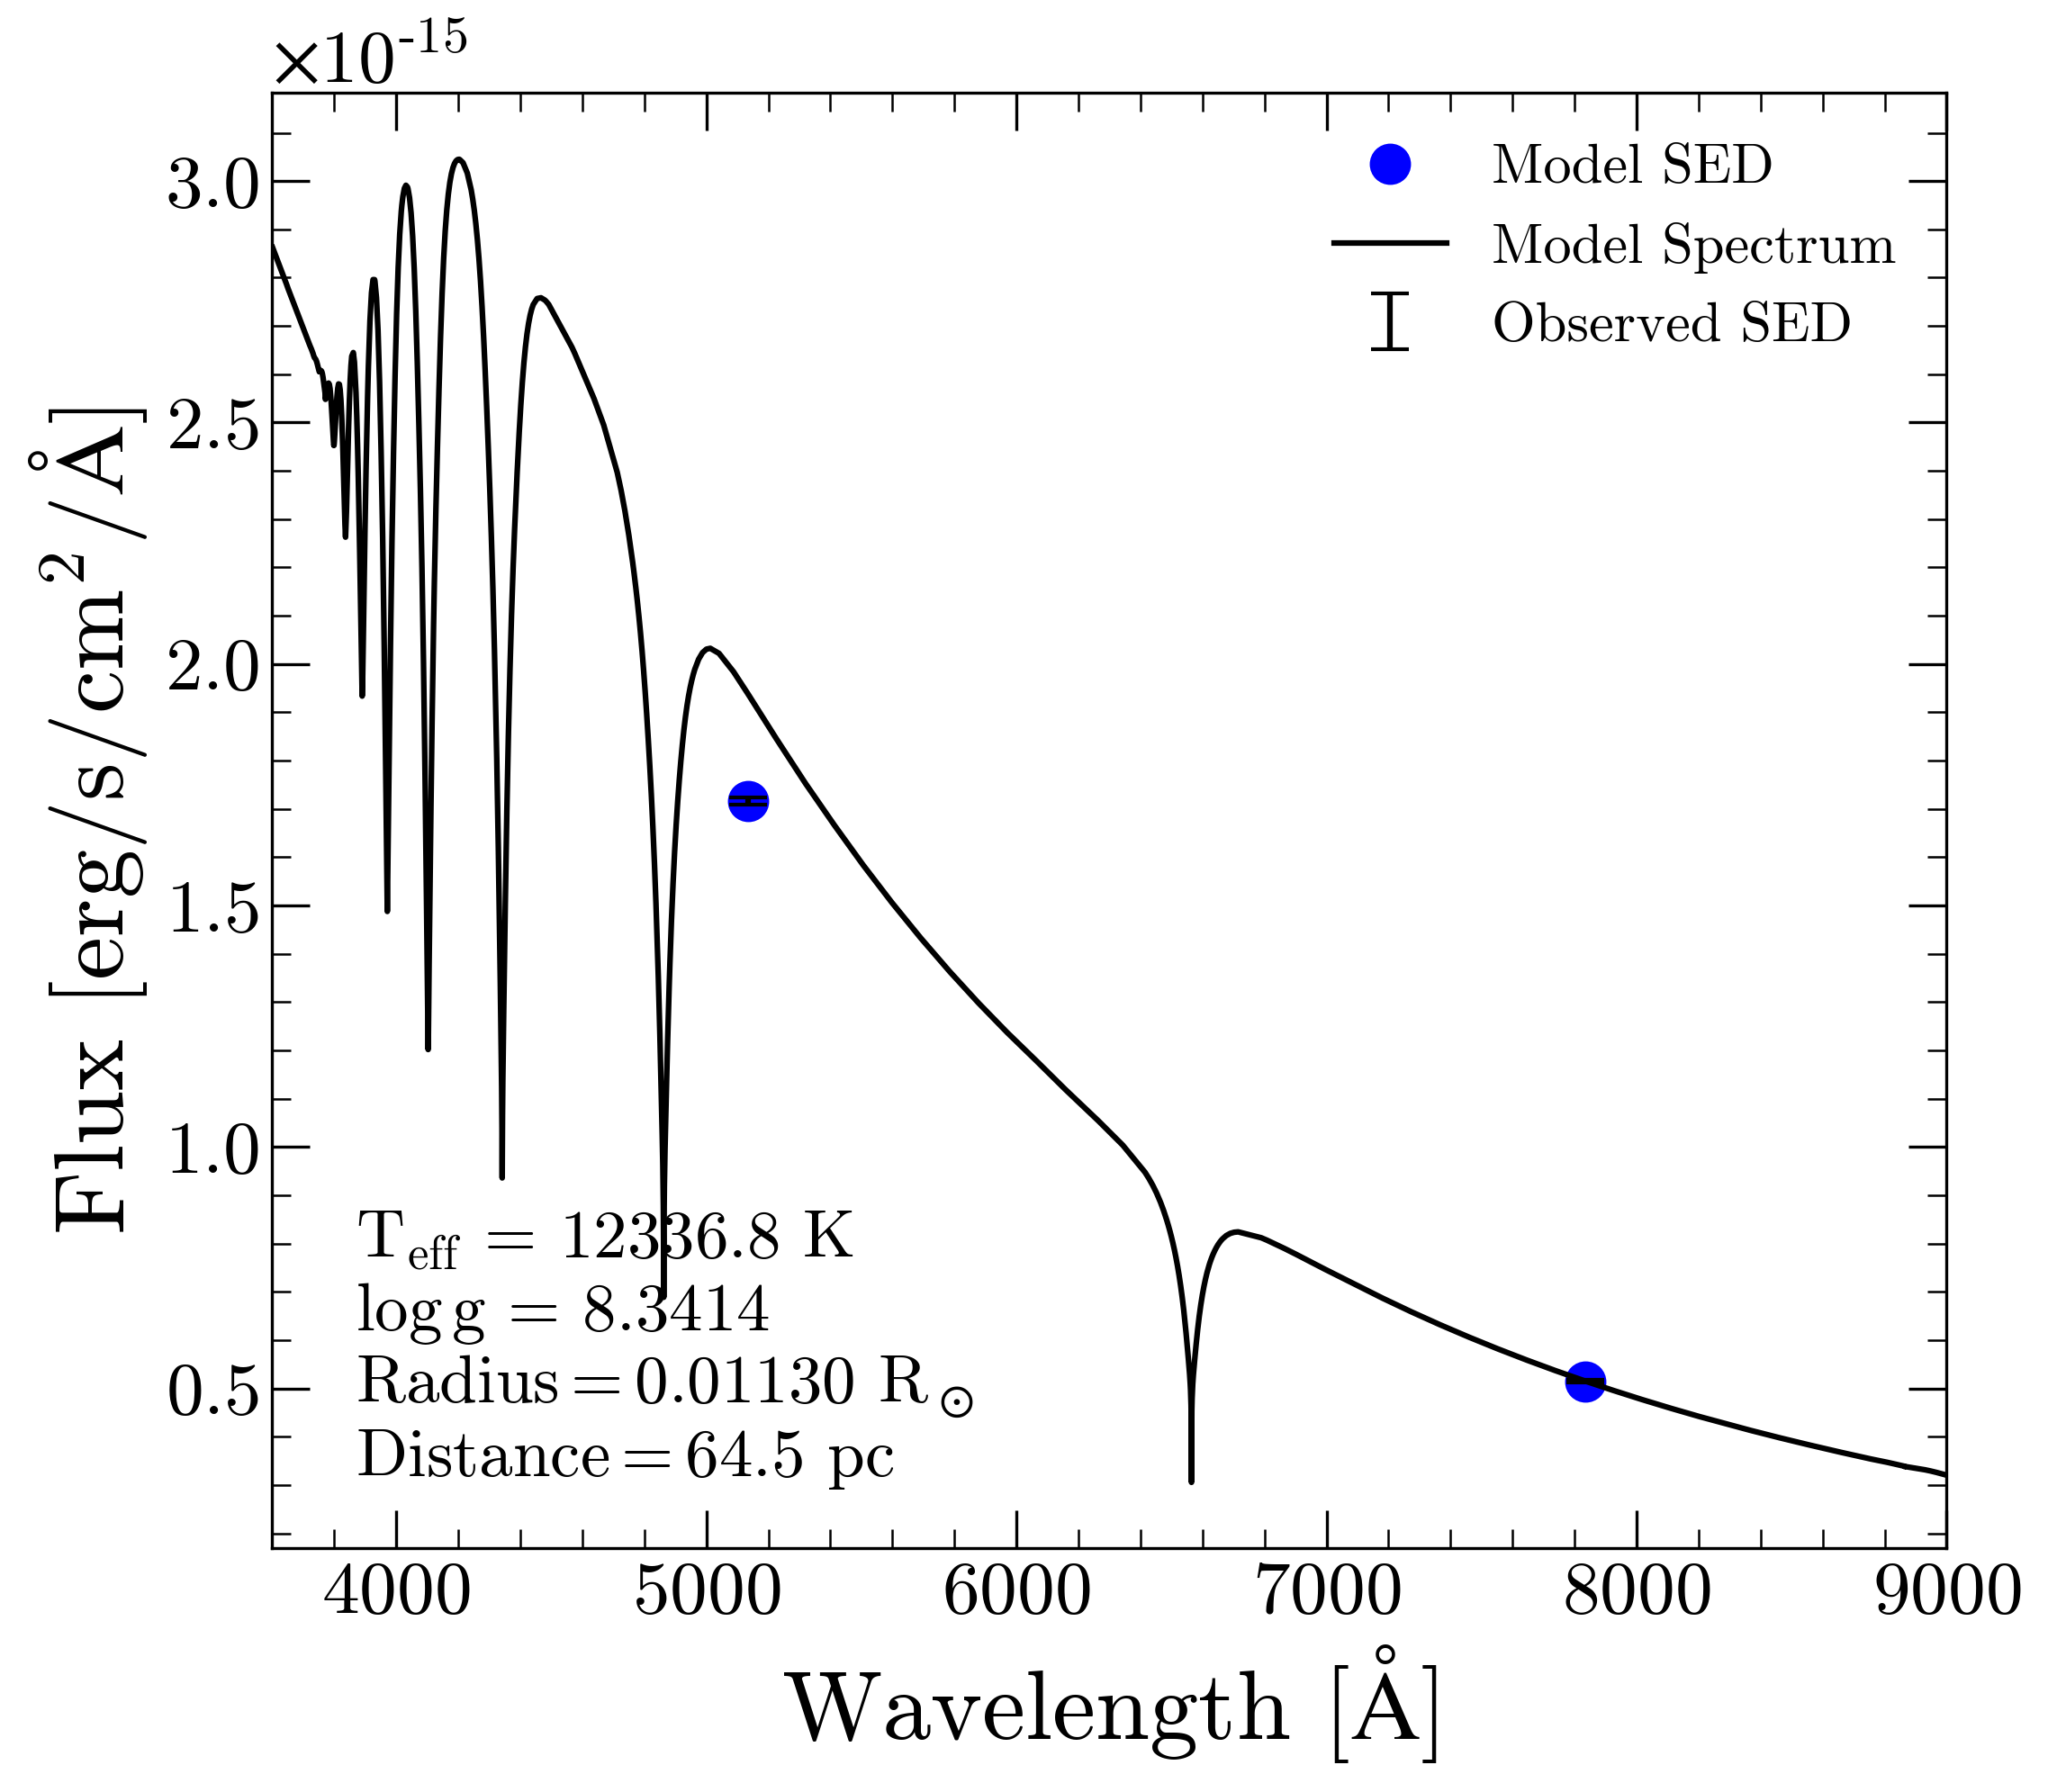 ×10-15
3.0
2.5
2.0
1.5
1.0
0.5
Flux [erg/s/cm2/Å]
Model SED
Model Spectrum
Observed SED
Teff = 12336.8 K
log g = 8.3414
Radius = 0.01130 R⊙
Distance = 64.5 pc
4000 5000 6000 7000 8000 9000
Wavelength [Å]